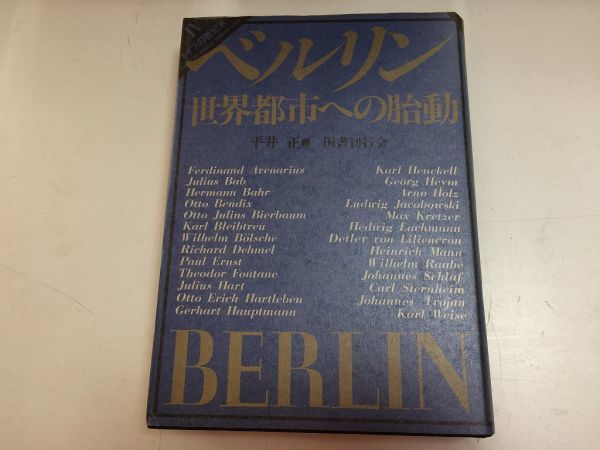 ベルリン
世界都市への胎動
平井 正 国書刊行会
Ferdinand Avenarius
Julius Bab
Hermann Bahr
Otto Bendix
Otto Julius Bierbaum
Karl Bleibtreu
Wilhelm Bölsche
Richard Dehmel
Paul Ernst
Theodor Fontane
Julius Hart
Otto Erich Hartleben
Gerhart Hauptmann
Karl Henckell
Georg Heym
Arno Holz
Ludwig Jacobowski
Max Kretzer
Hedwig Lachmann
Detlev von Liliencron
Heinrich Mann
Wilhelm Raabe
Johannes Schlaf
Carl Sternheim
Johannes Trojan
Karl Weise
BERLIN